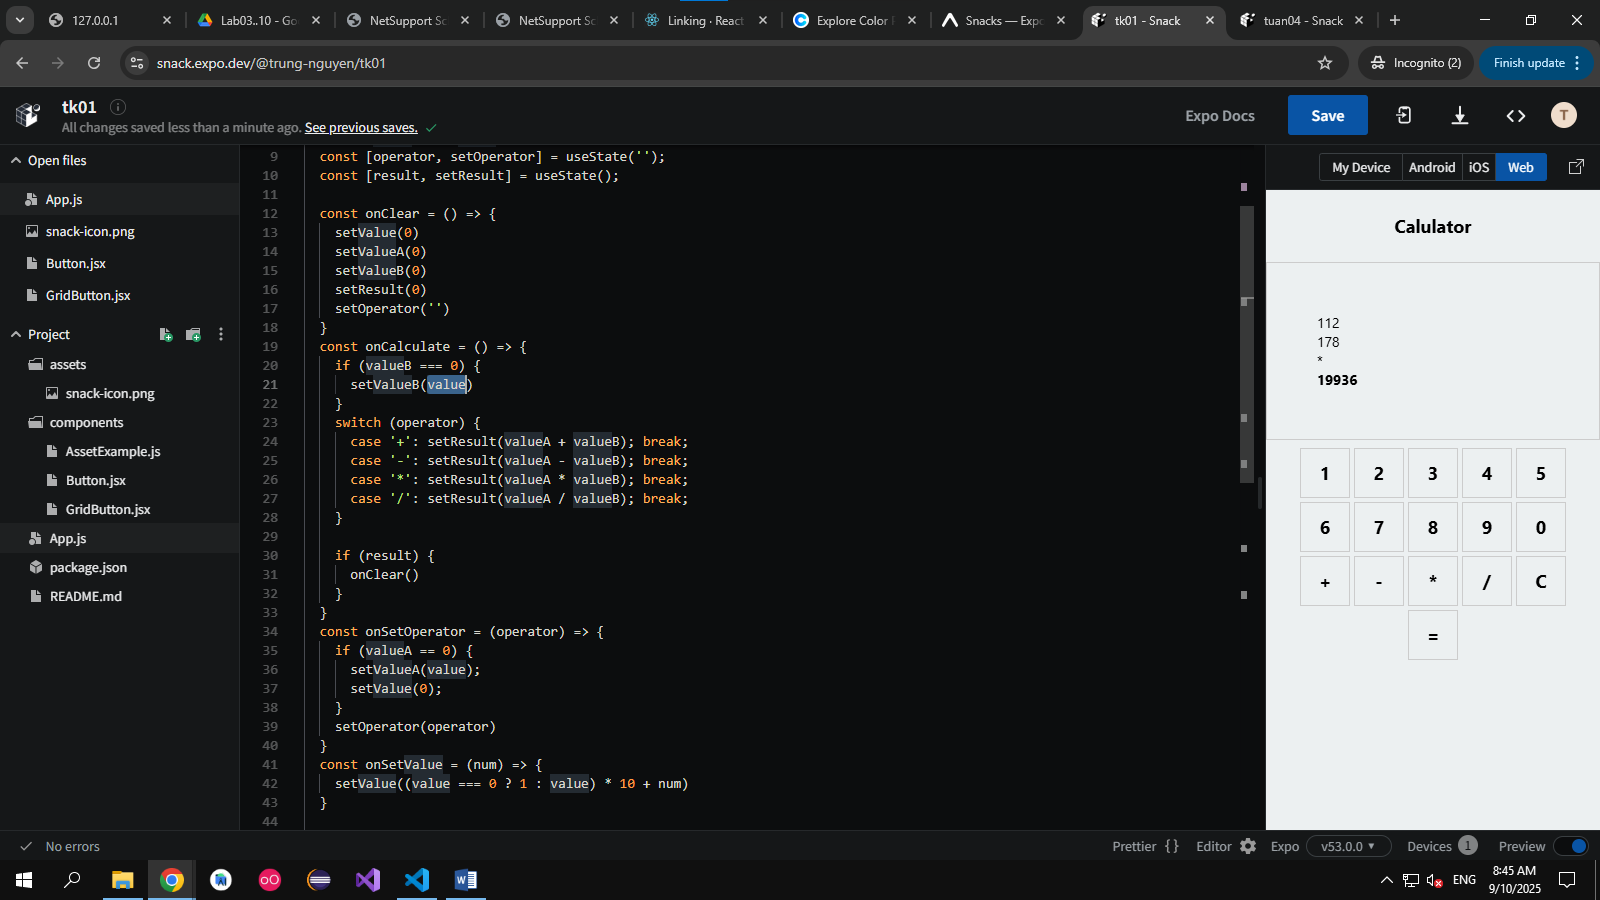 127.0.0.1
Lab03..10 - Go
NetSupport Sc
NetSupport Sc
Linking · React
Explore Color
Snacks — Expo
tk01 - Snack
tuan04 - Snack
snack.expo.dev/@trung-nguyen/tk01
Incognito (2)
Finish update
tk01
All changes saved less than a minute ago. See previous saves.
Expo Docs
Save
T
Open files
App.js
snack-icon.png
Button.jsx
GridButton.jsx
Project
assets
snack-icon.png
components
AssetExample.js
Button.jsx
GridButton.jsx
App.js
package.json
README.md
9 const [operator, setOperator] = useState('');
10 const [result, setResult] = useState();
11
12 const onClear = () => {
13 setValue(0)
14 setValueA(0)
15 setValueB(0)
16 setResult(0)
17 setOperator('')
18 }
19 const onCalculate = () => {
20 if (valueB === 0) {
21 setValueB(value)
22 }
23 switch (operator) {
24 case '+': setResult(valueA + valueB); break;
25 case '-': setResult(valueA - valueB); break;
26 case '*': setResult(valueA * valueB); break;
27 case '/': setResult(valueA / valueB); break;
28 }
29
30 if (result) {
31 onClear()
32 }
33 }
34 const onSetOperator = (operator) => {
35 if (valueA == 0) {
36 setValueA(value);
37 setValue(0);
38 }
39 setOperator(operator)
40 }
41 const onSetValue = (num) => {
42 setValue((value === 0 ? 1 : value) * 10 + num)
43 }
44
My Device Android iOS Web
Calulator
112
178
*
19936
1 2 3 4 5
6 7 8 9 0
+ - * / C
=
No errors
Prettier {} Editor Expo v53.0.0 Devices 1 Preview
ENG
8:45 AM
9/10/2025